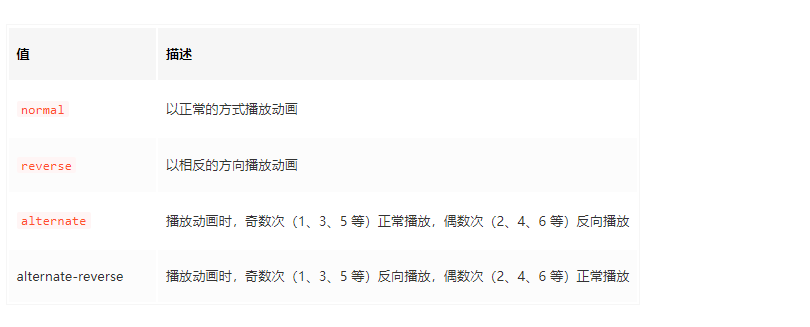 值 描述
normal 以正常的方式播放动画
reverse 以相反的方向播放动画
alternate 播放动画时，奇数次（1、3、5 等）正常播放，偶数次（2、4、6 等）反向播放
alternate-reverse 播放动画时，奇数次（1、3、5 等）反向播放，偶数次（2、4、6 等）正常播放